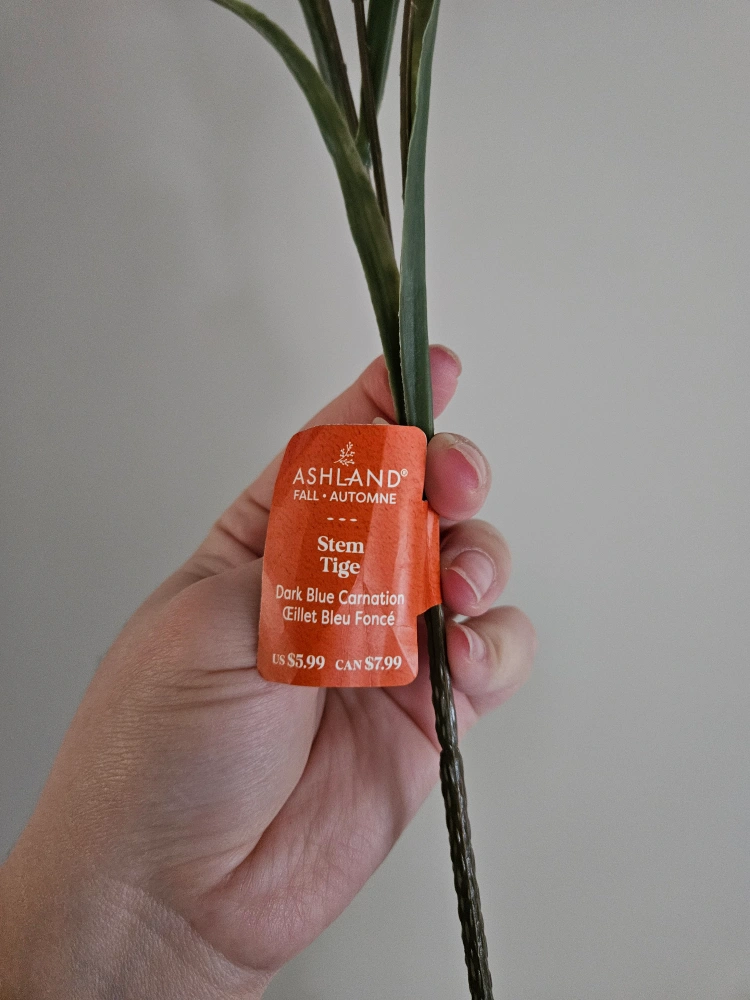 ASHLAND®
FALL • AUTOMNE
Stem
Tige
Dark Blue Carnation
Œillet Bleu Foncé
US $5.99 CAN $7.99